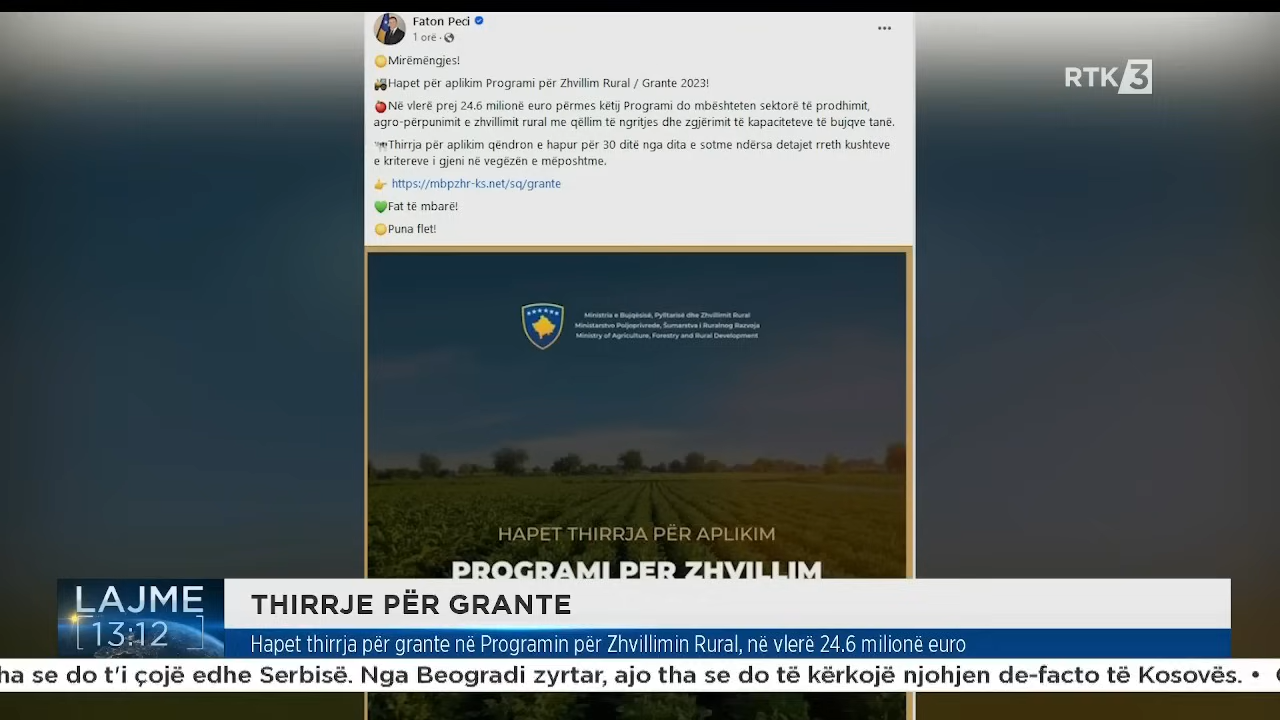 Faton Peci
1 orë
Mirëmëngjes!
Hapet për aplikim Programi për Zhvillim Rural / Grante 2023!
Në vlerë prej 24.6 milionë euro përmes këtij Programi do mbështeten sektorë të prodhimit,
agro-përpunimit e zhvillimit rural me qëllim të ngritjes dhe zgjërimit të kapaciteteve të bujqve tanë.
Thirrja për aplikim qëndron e hapur për 30 ditë nga dita e sotme ndërsa detajet rreth kushteve
e kritereve i gjeni në vegëzën e mëposhtme.
https://mbpzhr-ks.net/sq/grante
Fat të mbarë!
Puna flet!
RTK 3
Ministria e Bujqësisë, Pylltarisë dhe Zhvillimit Rural
Ministarstvo Poljoprivrede, Šumarstva i Ruralnog Razvoja
Ministry of Agriculture, Forestry and Rural Development
HAPET THIRRJA PËR APLIKIM
PROGRAMI PËR ZHVILLIM
LAJME
13:12
THIRRJE PËR GRANTE
Hapet thirrja për grante në Programin për Zhvillimin Rural, në vlerë 24.6 milionë euro
ha se do t'i çojë edhe Serbisë. Nga Beogradi zyrtar, ajo tha se do të kërkojë njohjen de-facto të Kosovës. •